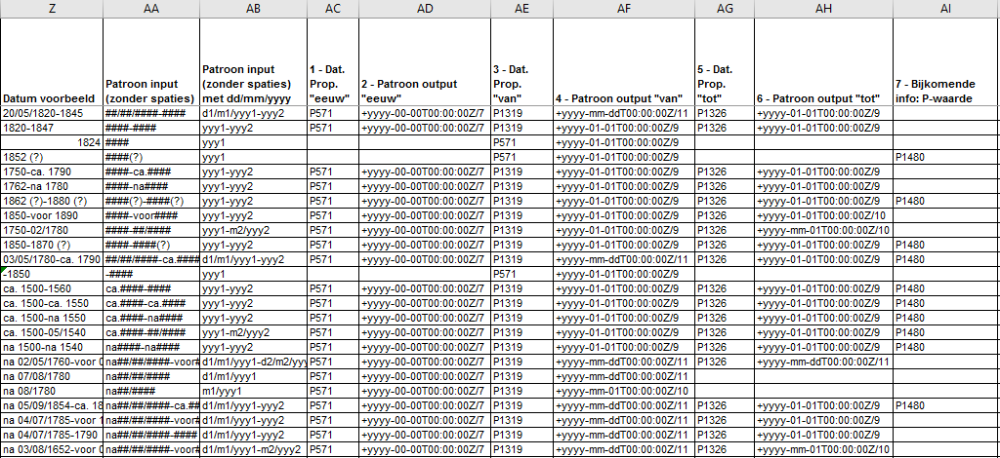 Z AA AB AC AD AE AF AG AH AI
Datum voorbeeld | Patroon input (zonder spaties) | Patroon input (zonder spaties) met dd/mm/yyyy | 1 - Dat. Prop. "eeuw" | 2 - Patroon output "eeuw" | 3 - Dat. Prop. "van" | 4 - Patroon output "van" | 5 - Dat. Prop. "tot" | 6 - Patroon output "tot" | 7 - Bijkomende info: P-waarde
20/05/1820-1845 ##/##/####-#### d1/m1/yyy1-yyy2 P571 +yyyy-00-00T00:00:00Z/7 P1319 +yyyy-mm-ddT00:00:00Z/11 P1326 +yyyy-01-01T00:00:00Z/9
1820-1847 ####-#### yyy1-yyy2 P571 +yyyy-00-00T00:00:00Z/7 P1319 +yyyy-01-01T00:00:00Z/9 P1326 +yyyy-01-01T00:00:00Z/9
1824 #### yyy1 P571 +yyyy-01-01T00:00:00Z/9
1852 (?) ####(?) yyy1 P571 +yyyy-01-01T00:00:00Z/9 P1480
1750-ca. 1790 ####-ca.#### yyy1-yyy2 P571 +yyyy-00-00T00:00:00Z/7 P1319 +yyyy-01-01T00:00:00Z/9 P1326 +yyyy-01-01T00:00:00Z/9 P1480
1762-na 1780 ####-na#### yyy1-yyy2 P571 +yyyy-00-00T00:00:00Z/7 P1319 +yyyy-01-01T00:00:00Z/9 P1326 +yyyy-01-01T00:00:00Z/9
1862 (?)-1880 (?) ####(?)-####(?) yyy1-yyy2 P571 +yyyy-00-00T00:00:00Z/7 P1319 +yyyy-01-01T00:00:00Z/9 P1326 +yyyy-01-01T00:00:00Z/9 P1480
1850-voor 1890 ####-voor#### yyy1-yyy2 P571 +yyyy-00-00T00:00:00Z/7 P1319 +yyyy-01-01T00:00:00Z/9 P1326 +yyyy-01-01T00:00:00Z/10
1750-02/1780 ####-##/#### yyy1-m2/yyy2 P571 +yyyy-00-00T00:00:00Z/7 P1319 +yyyy-01-01T00:00:00Z/9 P1326 +yyyy-mm-01T00:00:00Z/10
1850-1870 (?) ####-####(?) yyy1-yyy2 P571 +yyyy-00-00T00:00:00Z/7 P1319 +yyyy-01-01T00:00:00Z/9 P1326 +yyyy-01-01T00:00:00Z/9 P1480
03/05/1780-ca. 1790 ##/##/####-ca.#### d1/m1/yyy1-yyy2 P571 +yyyy-00-00T00:00:00Z/7 P1319 +yyyy-mm-ddT00:00:00Z/11 P1326 +yyyy-01-01T00:00:00Z/9 P1480
-1850 -#### yyy1 P571 +yyyy-01-01T00:00:00Z/9
ca. 1500-1560 ca.####-#### yyy1-yyy2 P571 +yyyy-00-00T00:00:00Z/7 P1319 +yyyy-01-01T00:00:00Z/9 P1326 +yyyy-01-01T00:00:00Z/9 P1480
ca. 1500-ca. 1550 ca.####-ca.#### yyy1-yyy2 P571 +yyyy-00-00T00:00:00Z/7 P1319 +yyyy-01-01T00:00:00Z/9 P1326 +yyyy-01-01T00:00:00Z/9 P1480
ca. 1500-na 1550 ca.####-na#### yyy1-yyy2 P571 +yyyy-00-00T00:00:00Z/7 P1319 +yyyy-01-01T00:00:00Z/9 P1326 +yyyy-01-01T00:00:00Z/9 P1480
ca. 1500-05/1540 ca.####-##/#### yyy1-m2/yyy2 P571 +yyyy-00-00T00:00:00Z/7 P1319 +yyyy-01-01T00:00:00Z/9 P1326 +yyyy-01-01T00:00:00Z/9 P1480
na 1500-na 1540 na####-na#### yyy1-yyy2 P571 +yyyy-00-00T00:00:00Z/7 P1319 +yyyy-01-01T00:00:00Z/9 P1326 +yyyy-01-01T00:00:00Z/9 P1480
na 02/05/1760-voor na##/##/####-voor# d1/m1/yyy1-d2/m2/yyy P571 +yyyy-00-00T00:00:00Z/7 P1319 +yyyy-mm-ddT00:00:00Z/11 P1326 +yyyy-mm-ddT00:00:00Z/11
na 07/08/1780 na##/##/#### d1/m1/yyy1 P571 +yyyy-00-00T00:00:00Z/7 P1319 +yyyy-mm-ddT00:00:00Z/11
na 08/1780 na##/#### m1/yyy1 P571 +yyyy-00-00T00:00:00Z/7 P1319 +yyyy-mm-01T00:00:00Z/10
na 05/09/1854-ca. 18 na##/##/####-ca.## d1/m1/yyy1-yyy2 P571 +yyyy-00-00T00:00:00Z/7 P1319 +yyyy-mm-ddT00:00:00Z/11 P1326 +yyyy-01-01T00:00:00Z/9 P1480
na 04/07/1785-voor 1 na##/##/####-voor# d1/m1/yyy1-yyy2 P571 +yyyy-00-00T00:00:00Z/7 P1319 +yyyy-mm-ddT00:00:00Z/11 P1326 +yyyy-01-01T00:00:00Z/9
na 04/07/1785-1790 na##/##/####-#### d1/m1/yyy1-yyy2 P571 +yyyy-00-00T00:00:00Z/7 P1319 +yyyy-mm-ddT00:00:00Z/11 P1326 +yyyy-01-01T00:00:00Z/9
na 03/08/1652-voor na##/##/####-voor# d1/m1/yyy1-m2/yyy2 P571 +yyyy-00-00T00:00:00Z/7 P1319 +yyyy-mm-ddT00:00:00Z/11 P1326 +yyyy-mm-01T00:00:00Z/10